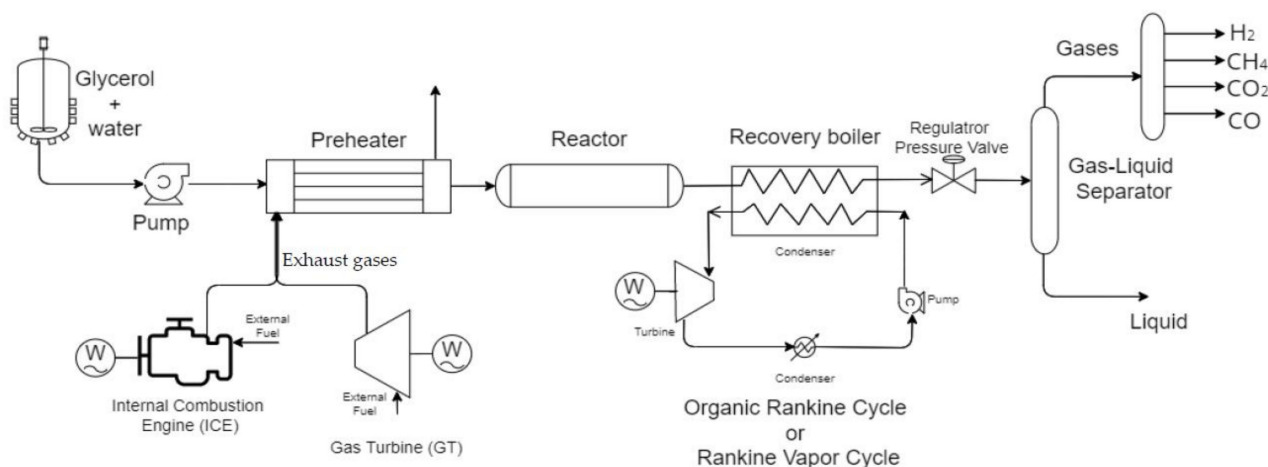 Glycerol
+
water
Pump
Preheater
Exhaust gases
External
Fuel
W
Internal Combustion
Engine (ICE)
External
Fuel
W
Gas Turbine (GT)
Reactor
Recovery boiler
Condenser
W
Turbine
Pump
Condenser
Organic Rankine Cycle
or
Rankine Vapor Cycle
Regulatror
Pressure Valve
Gases
H₂
CH₄
CO₂
CO
Gas-Liquid
Separator
Liquid